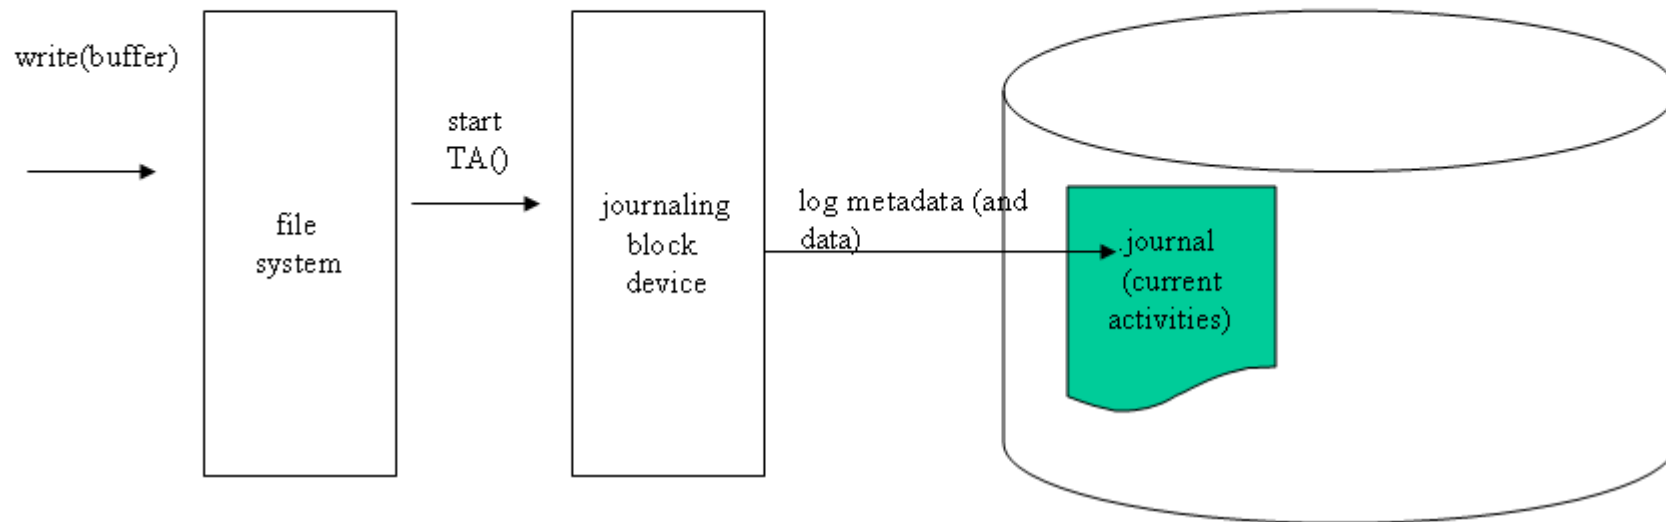 write(buffer)
start
TA()
file
system
journaling
block
device
log metadata (and
data)
.journal
(current
activities)